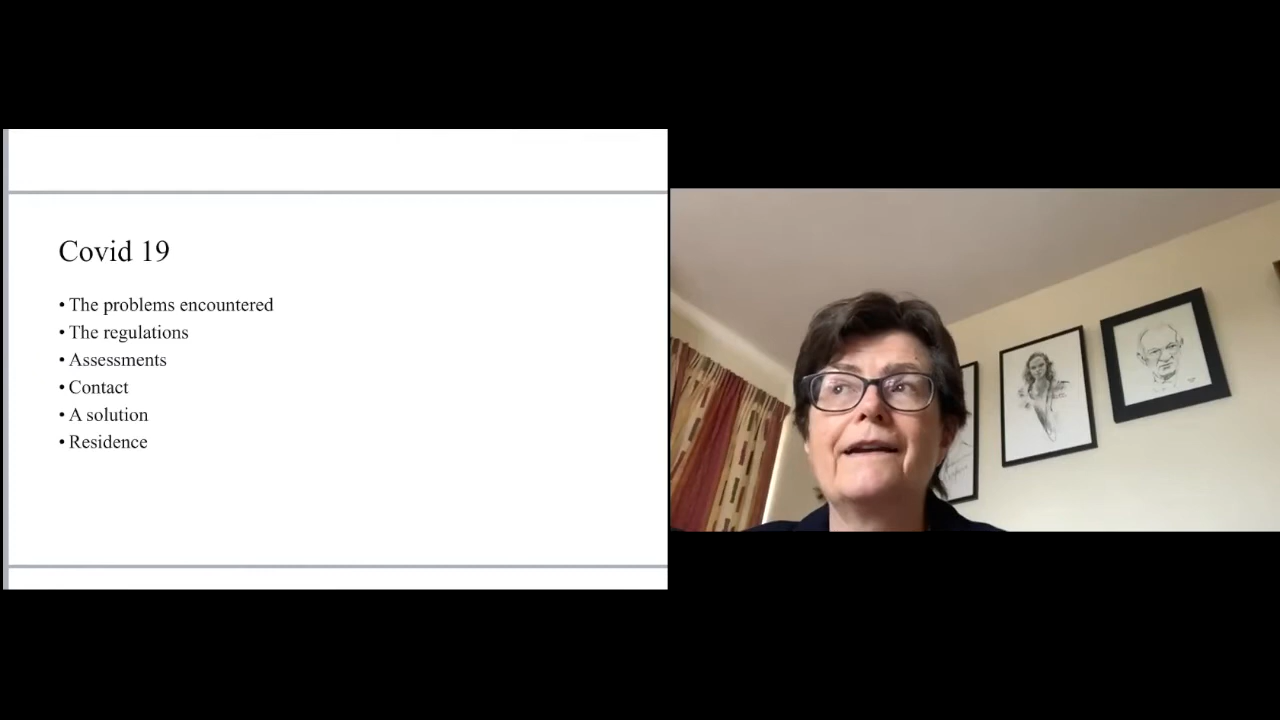 Covid 19
• The problems encountered
• The regulations
• Assessments
• Contact
• A solution
• Residence